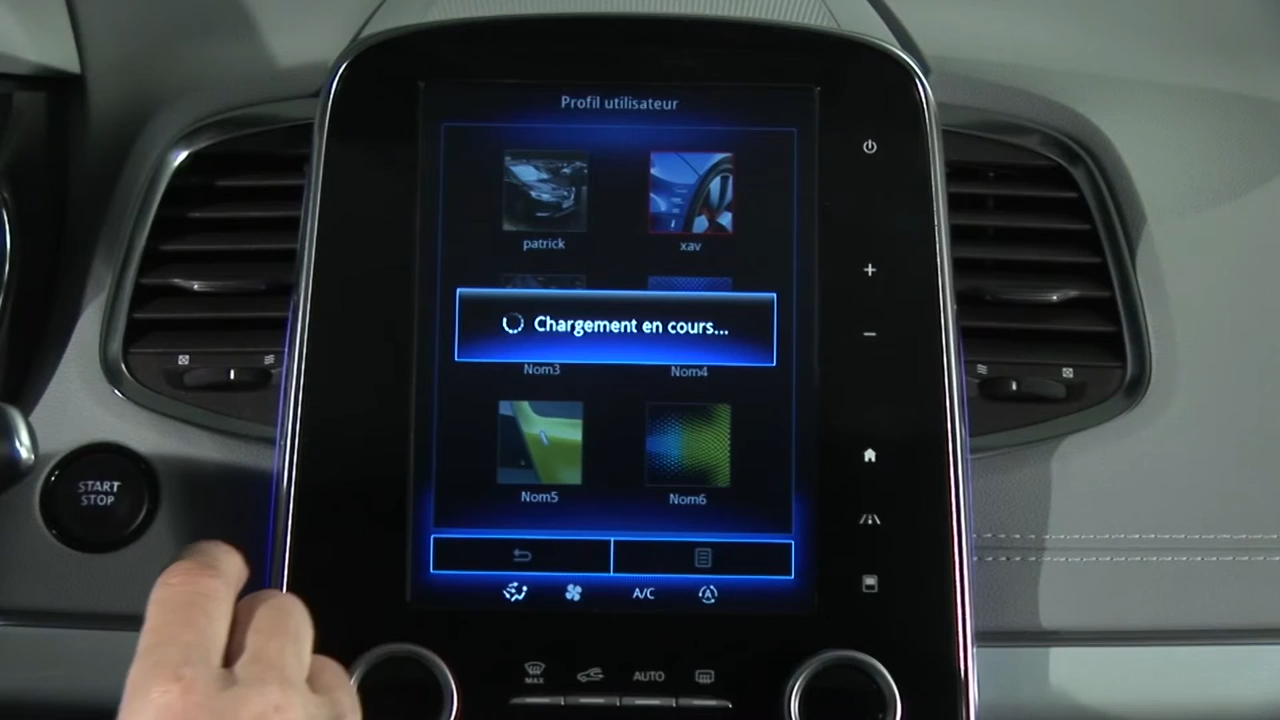 Profil utilisateur
patrick
xav
Chargement en cours...
Nom3
Nom4
Nom5
Nom6
START
STOP
A/C
A
MAX
AUTO